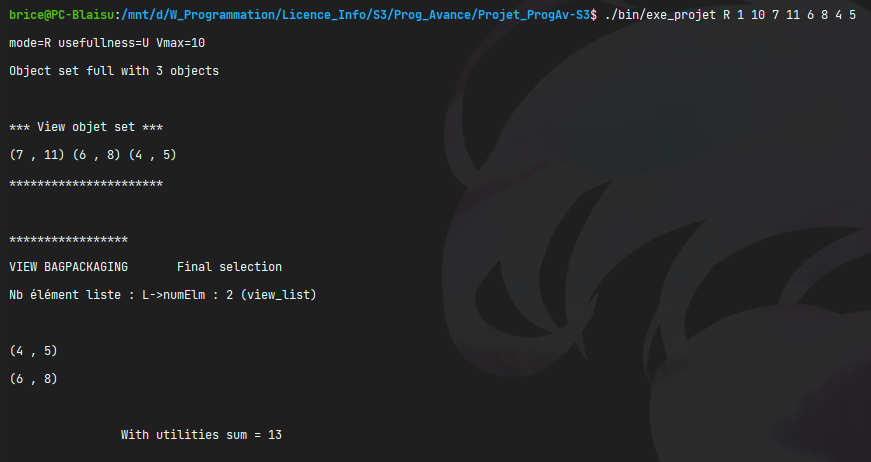 brice@PC-Blaisu:/mnt/d/W_Programmation/Licence_Info/S3/Prog_Avance/Projet_ProgAv-S3$ ./bin/exe_projet R 1 10 7 11 6 8 4 5
mode=R usefullness=U Vmax=10
Object set full with 3 objects
*** View objet set ***
(7 , 11) (6 , 8) (4 , 5)
**********************
*****************
VIEW BAGPACKAGING       Final selection
Nb élément liste : L->numElm : 2 (view_list)
(4 , 5)
(6 , 8)
With utilities sum = 13